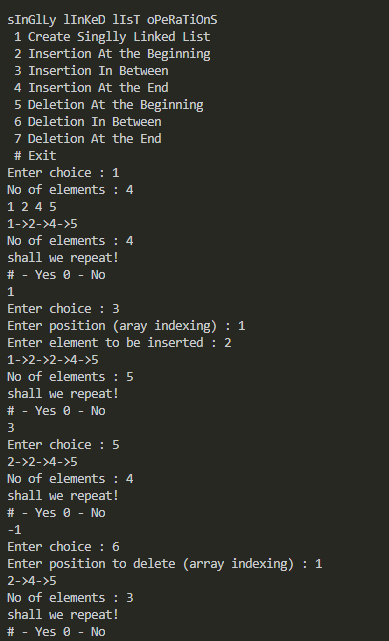 sInGlLy lInKeD lIsT oPeRaTiOnS
1 Create Singlly Linked List
2 Insertion At the Beginning
3 Insertion In Between
4 Insertion At the End
5 Deletion At the Beginning
6 Deletion In Between
7 Deletion At the End
# Exit
Enter choice : 1
No of elements : 4
1 2 4 5
1->2->4->5
No of elements : 4
shall we repeat!
# - Yes 0 - No
1
Enter choice : 3
Enter position (aray indexing) : 1
Enter element to be inserted : 2
1->2->2->4->5
No of elements : 5
shall we repeat!
# - Yes 0 - No
3
Enter choice : 5
2->2->4->5
No of elements : 4
shall we repeat!
# - Yes 0 - No
-1
Enter choice : 6
Enter position to delete (array indexing) : 1
2->4->5
No of elements : 3
shall we repeat!
# - Yes 0 - No